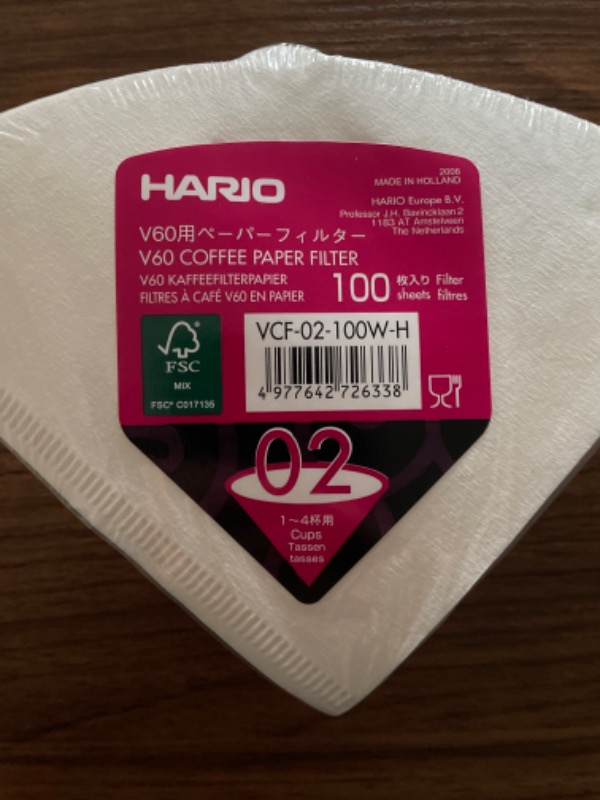 HARIO
2006
MADE IN HOLLAND
HARIO Europe B.V.
Professor J.H. Bavincklaan 2
1183 AT Amstelveen
The Netherlands
V60用ペーパーフィルター
V60 COFFEE PAPER FILTER
V60 KAFFEEFILTERPAPIER
FILTRES À CAFÉ V60 EN PAPIER
100 枚入り Filter
sheets filtres
FSC
MIX
FSC® C017135
VCF-02-100W-H
4 977642 726338
02
1〜4杯用
Cups
Tassen
tasses